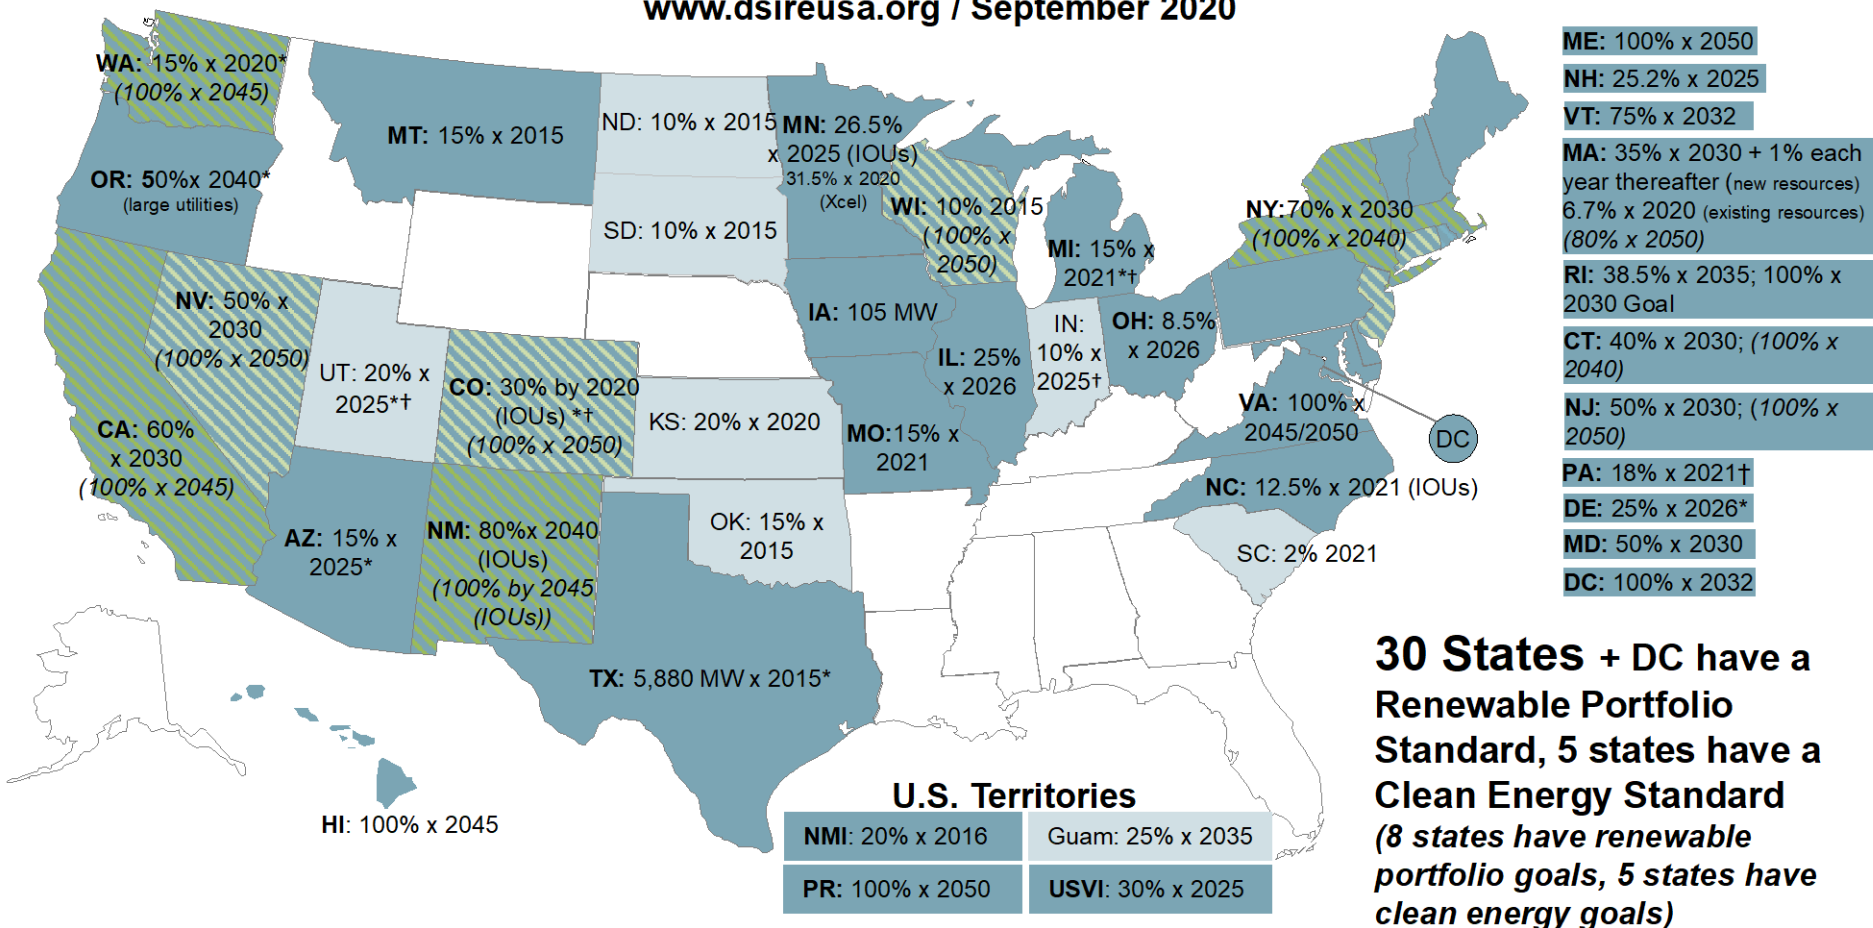 www.dsireusa.org / September 2020
WA: 15% x 2020*
(100% x 2045)
OR: 50%x 2040*
(large utilities)
MT: 15% x 2015
ND: 10% x 2015
SD: 10% x 2015
MN: 26.5%
x 2025 (IOUs)
31.5% x 2020
(Xcel)
WI: 10% 2015
(100% x
2050)
MI: 15% x
2021*†
NY:70% x 2030
(100% x 2040)
NV: 50% x
2030
(100% x 2050)
UT: 20% x
2025*†
CO: 30% by 2020
(IOUs) *†
(100% x 2050)
KS: 20% x 2020
IA: 105 MW
MO:15% x
2021
IL: 25%
x 2026
IN:
10% x
2025†
OH: 8.5%
x 2026
VA: 100% x
2045/2050
DC
NC: 12.5% x 2021 (IOUs)
SC: 2% 2021
CA: 60%
x 2030
(100% x 2045)
AZ: 15% x
2025*
NM: 80%x 2040
(IOUs)
(100% by 2045
(IOUs))
OK: 15% x
2015
TX: 5,880 MW x 2015*
HI: 100% x 2045
ME: 100% x 2050
NH: 25.2% x 2025
VT: 75% x 2032
MA: 35% x 2030 + 1% each
year thereafter (new resources)
6.7% x 2020 (existing resources)
(80% x 2050)
RI: 38.5% x 2035; 100% x
2030 Goal
CT: 40% x 2030; (100% x
2040)
NJ: 50% x 2030; (100% x
2050)
PA: 18% x 2021†
DE: 25% x 2026*
MD: 50% x 2030
DC: 100% x 2032
30 States + DC have a
Renewable Portfolio
Standard, 5 states have a
Clean Energy Standard
(8 states have renewable
portfolio goals, 5 states have
clean energy goals)
U.S. Territories
NMI: 20% x 2016
Guam: 25% x 2035
PR: 100% x 2050
USVI: 30% x 2025